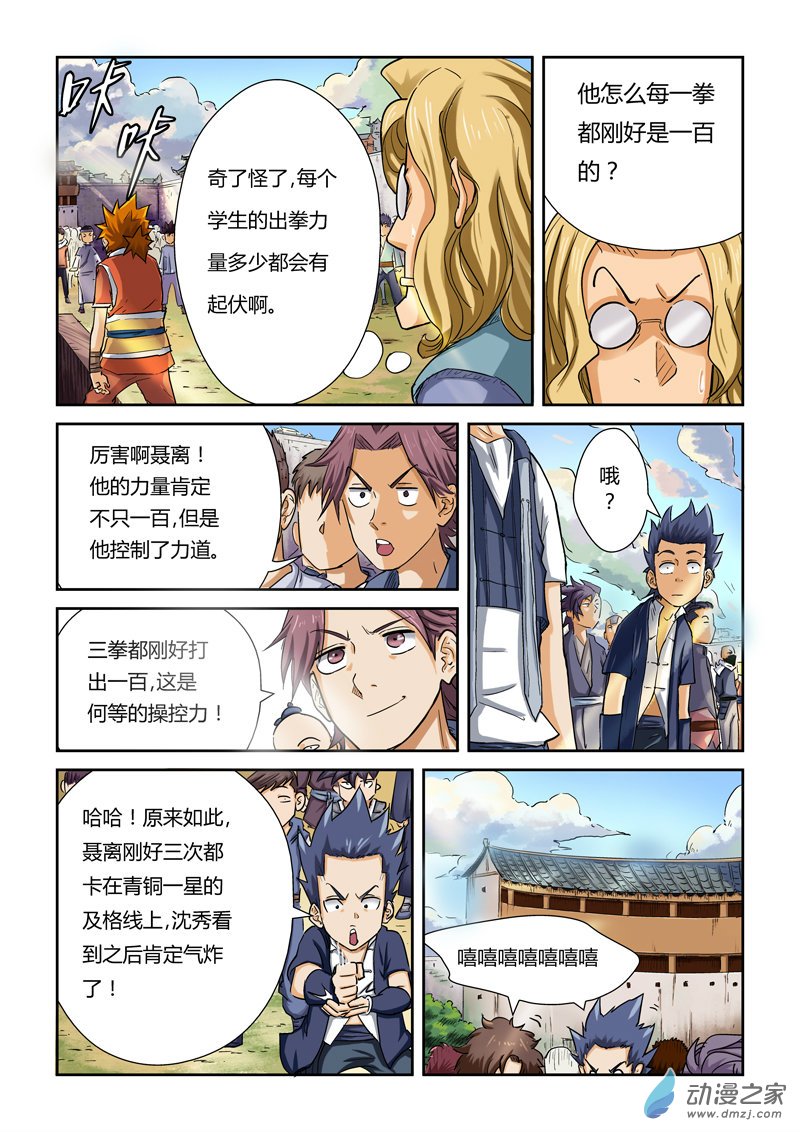 咔
咔
奇了怪了,每个
学生的出拳力
量多少都会有
起伏啊。
他怎么每一拳
都刚好是一百
的？
厉害啊聂离！
他的力量肯定
不只一百,但是
他控制了力道。
哦
？
三拳都刚好打
出一百,这是
何等的操控力！
哈哈！原来如此,
聂离刚好三次都
卡在青铜一星的
及格线上,沈秀看
到之后肯定气炸
了！
嘻嘻嘻嘻嘻嘻嘻
动漫之家
www.dmzj.com